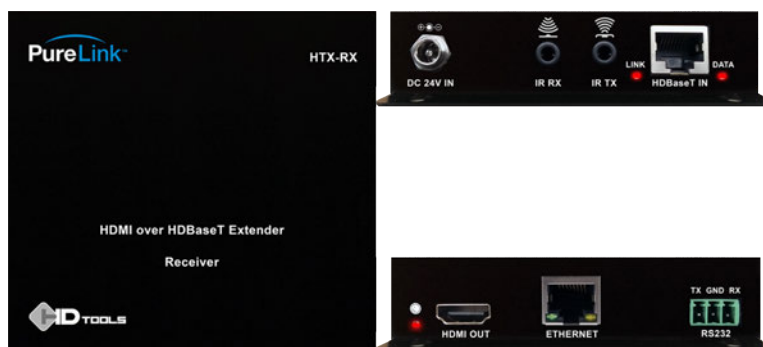 PureLink™
HTX-RX
HDMI over HDBaseT Extender
Receiver
HD TOOLS
DC 24V IN
IR RX
IR TX
LINK
HDBaseT IN
DATA
HDMI OUT
ETHERNET
TX GND RX
RS232